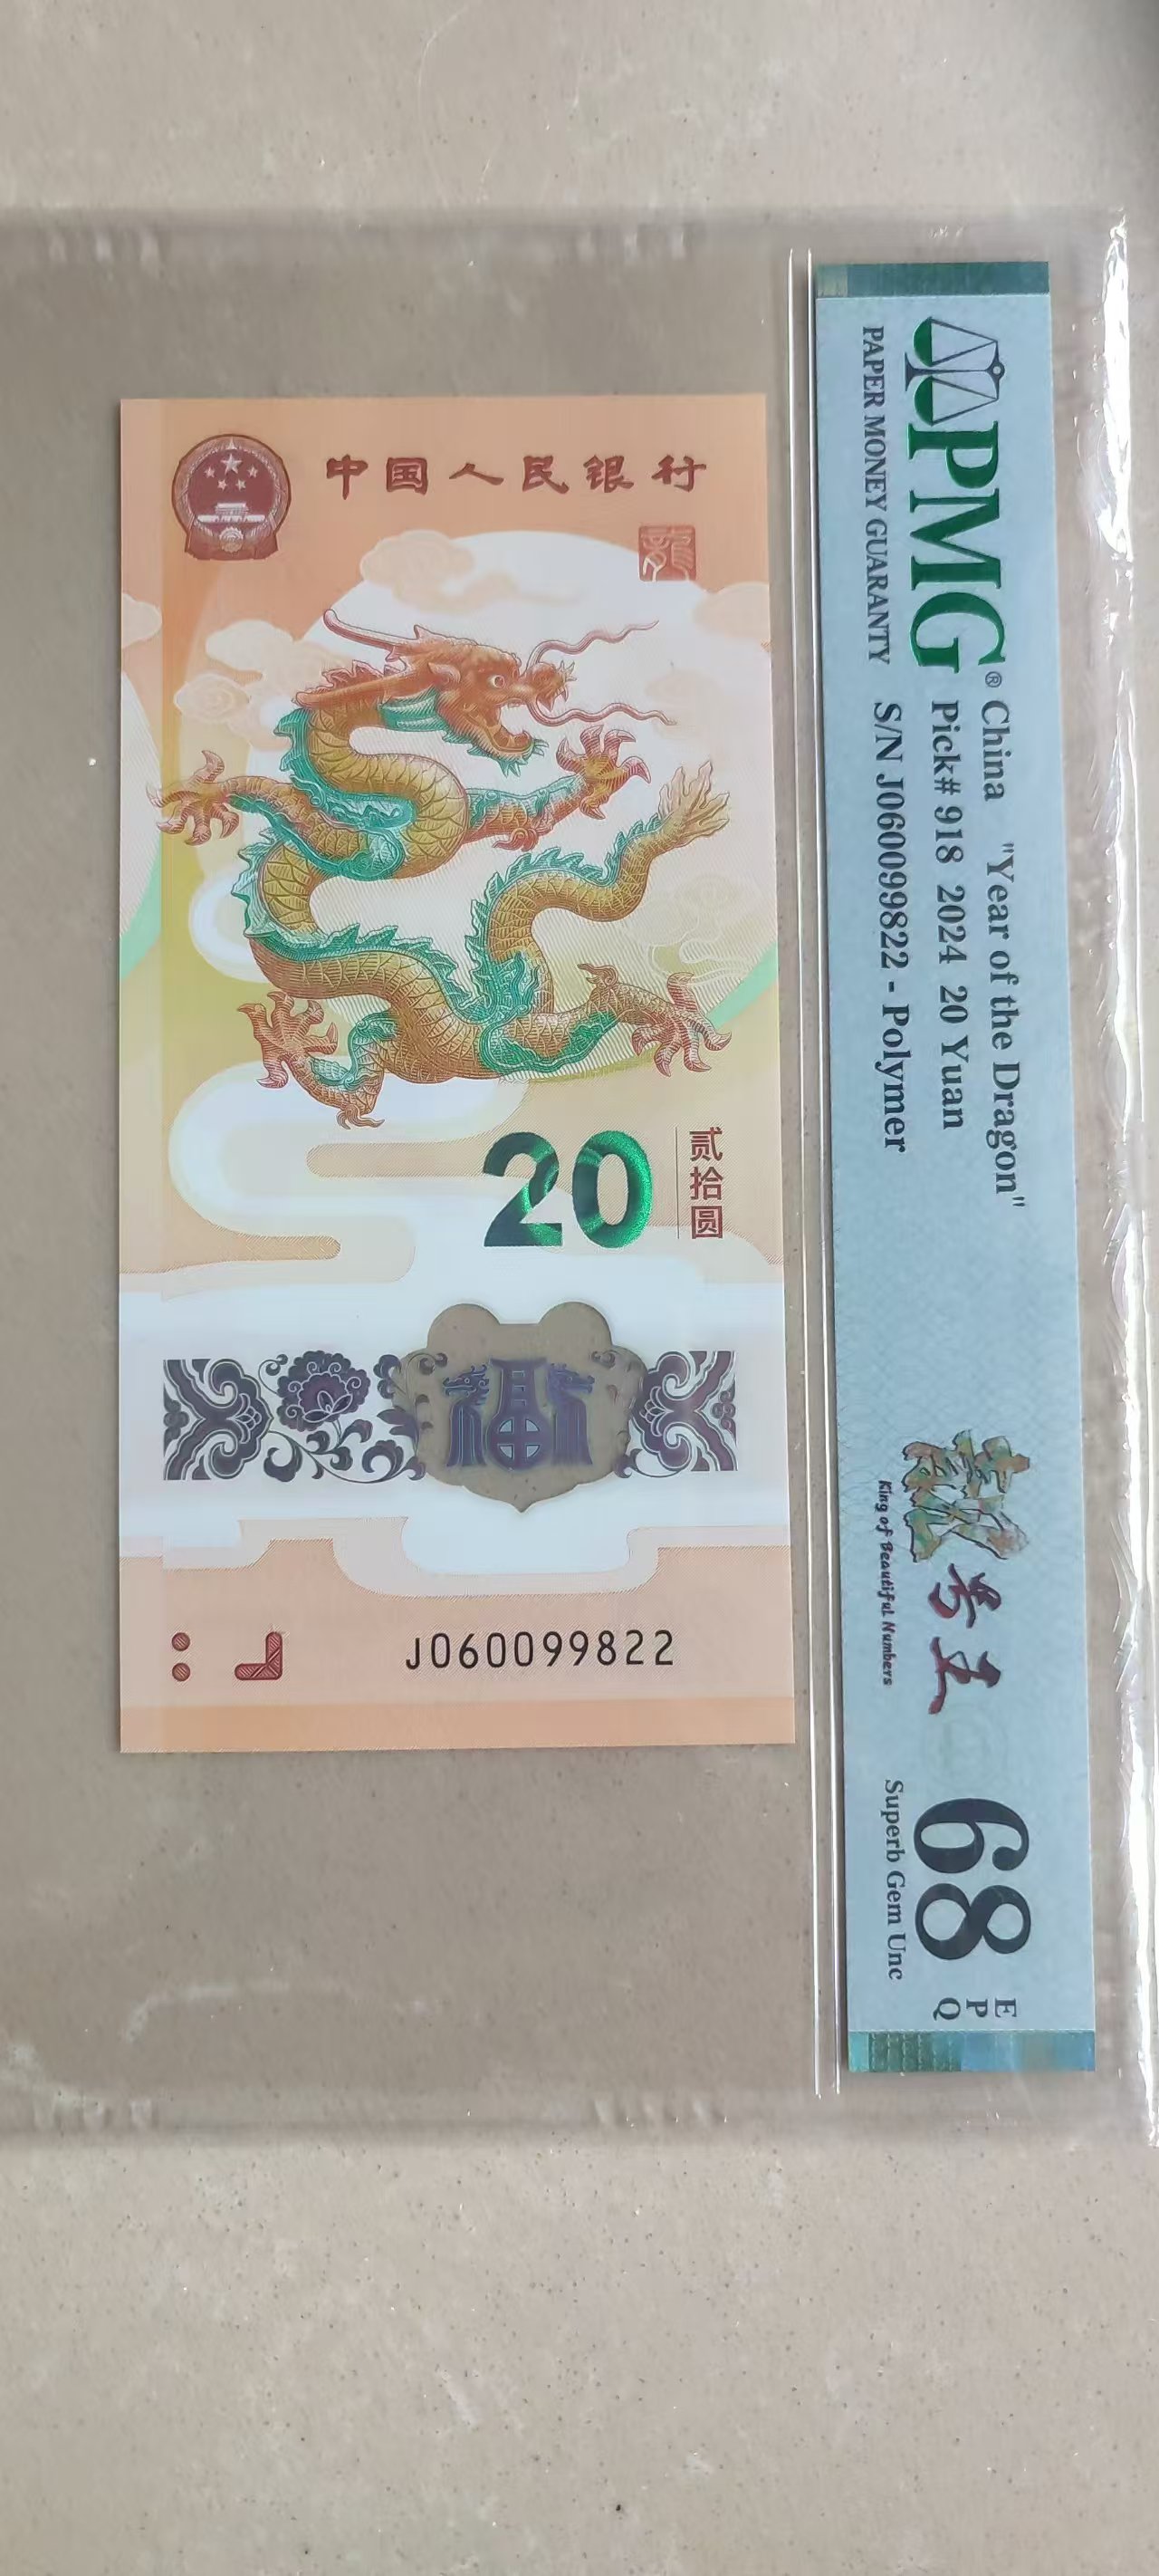 中国人民银行
龍
20
贰拾圆
福
J060099822
PMG®
PAPER MONEY GUARANTY
China "Year of the Dragon"
Pick# 918 2024 20 Yuan
S/N J060099822 - Polymer
靓号王
King of Beautiful Numbers
68
EPQ
Superb Gem Unc